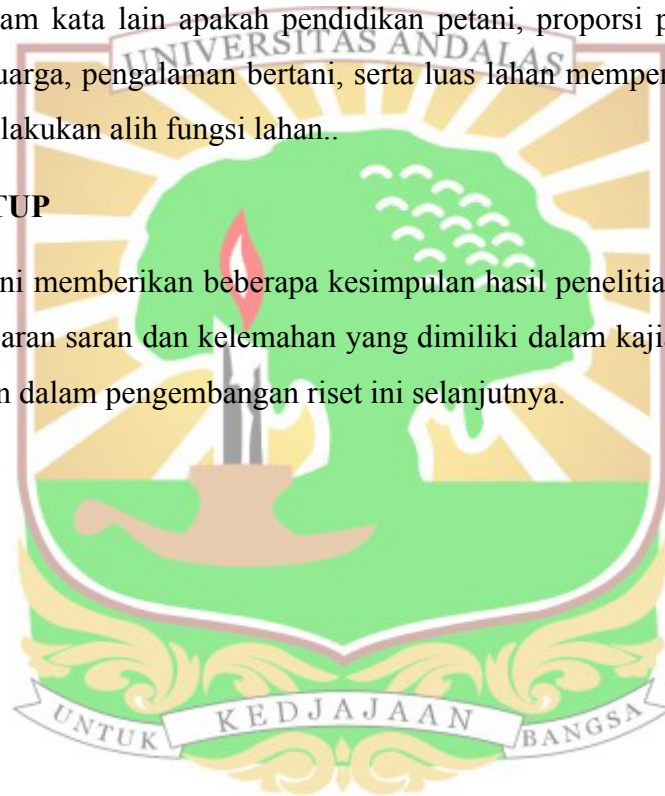 am kata lain apakah pendidikan petani, proporsi p
UNIVERSITAS ANDALAS
uarga, pengalaman bertani, serta luas lahan memper
lakukan alih fungsi lahan..
TUP
ni memberikan beberapa kesimpulan hasil penelitia
aran saran dan kelemahan yang dimiliki dalam kaji
n dalam pengembangan riset ini selanjutnya.
UNTUK KEDJAJAAN BANGSA